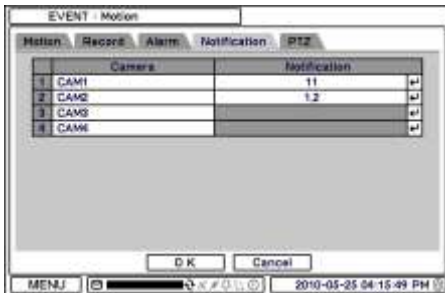 EVENT : Motion
Motion Record Alarm Notification PTZ
Camera Notification
1 CAM1 11
2 CAM2 1,2
3 CAM3
4 CAM4
OK Cancel
MENU 2010-05-25 04:15:49 PM